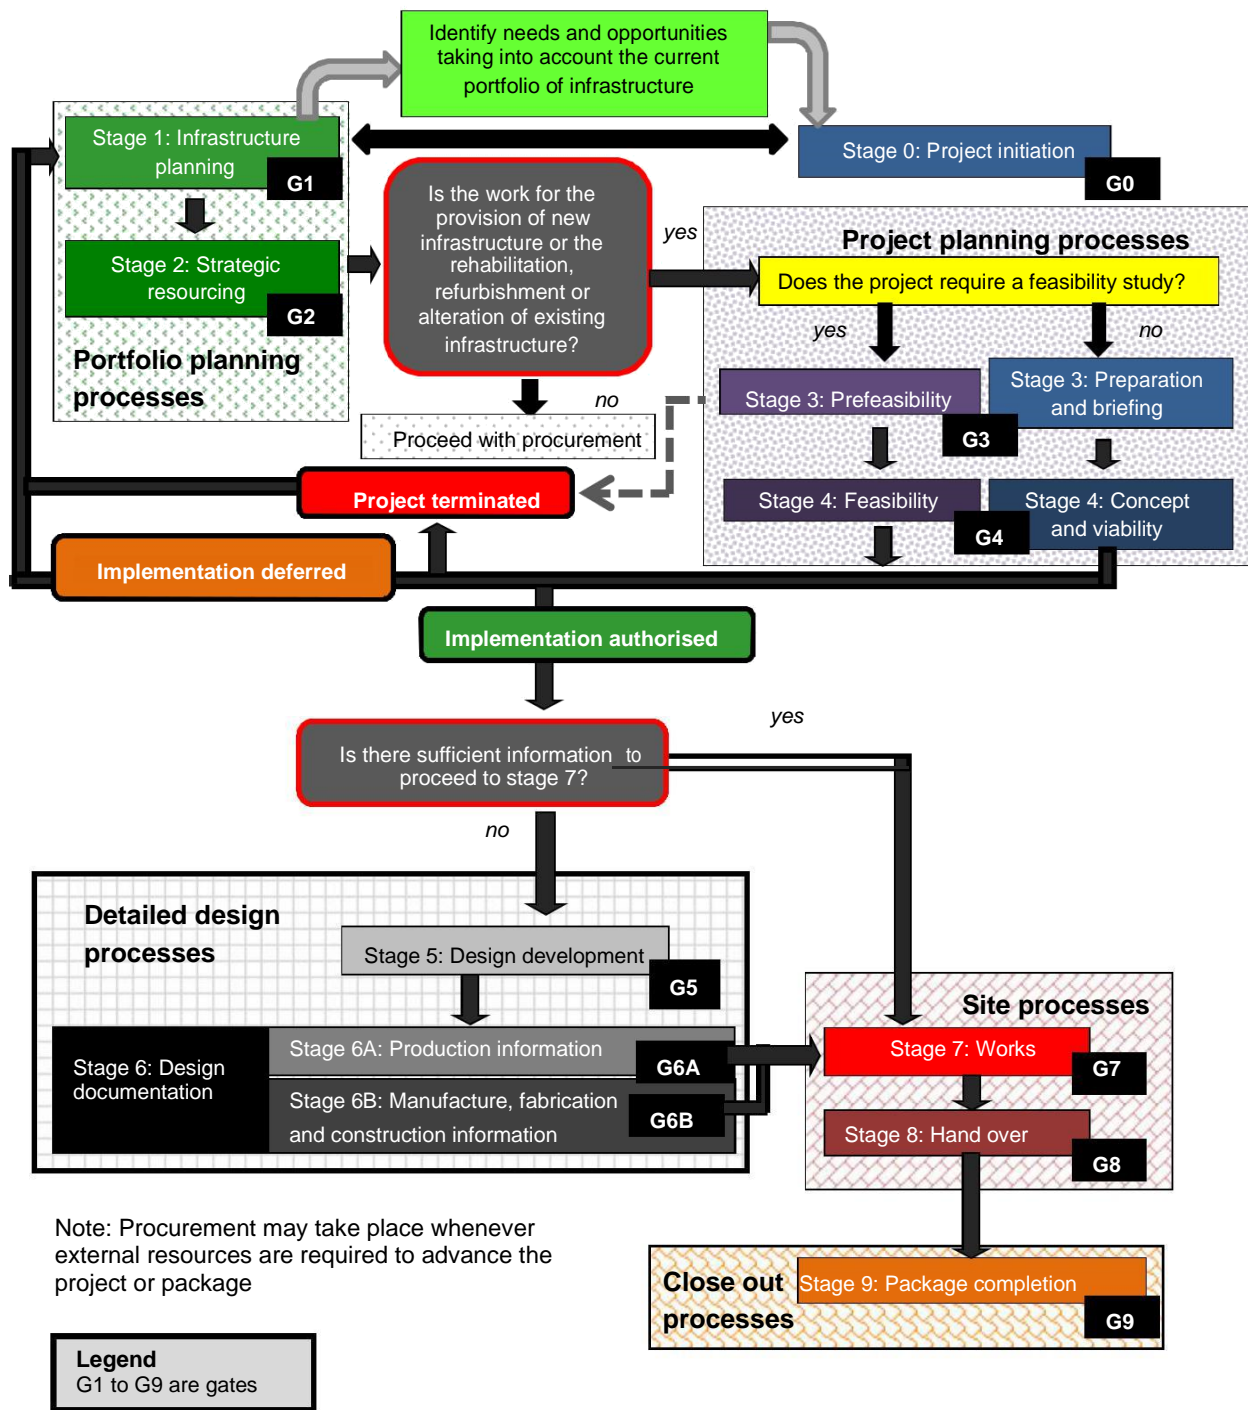 Identify needs and opportunities
taking into account the current
portfolio of infrastructure
Stage 1: Infrastructure
planning
G1
Stage 0: Project initiation
G0
Is the work for the
provision of new
infrastructure or the
rehabilitation,
refurbishment or
alteration of existing
infrastructure?
yes
Stage 2: Strategic
resourcing
G2
Portfolio planning
processes
Project planning processes
Does the project require a feasibility study?
yes
no
Stage 3: Prefeasibility
Stage 3: Preparation
and briefing
G3
no
Proceed with procurement
Project terminated
Stage 4: Feasibility
Stage 4: Concept
and viability
G4
Implementation deferred
Implementation authorised
yes
Is there sufficient information to
proceed to stage 7?
no
Detailed design
processes
Stage 5: Design development
G5
Stage 6: Design
documentation
Stage 6A: Production information
G6A
Stage 6B: Manufacture, fabrication
and construction information
G6B
Site processes
Stage 7: Works
G7
Stage 8: Hand over
G8
Note: Procurement may take place whenever
external resources are required to advance the
project or package
Close out
processes
Stage 9: Package completion
G9
Legend
G1 to G9 are gates